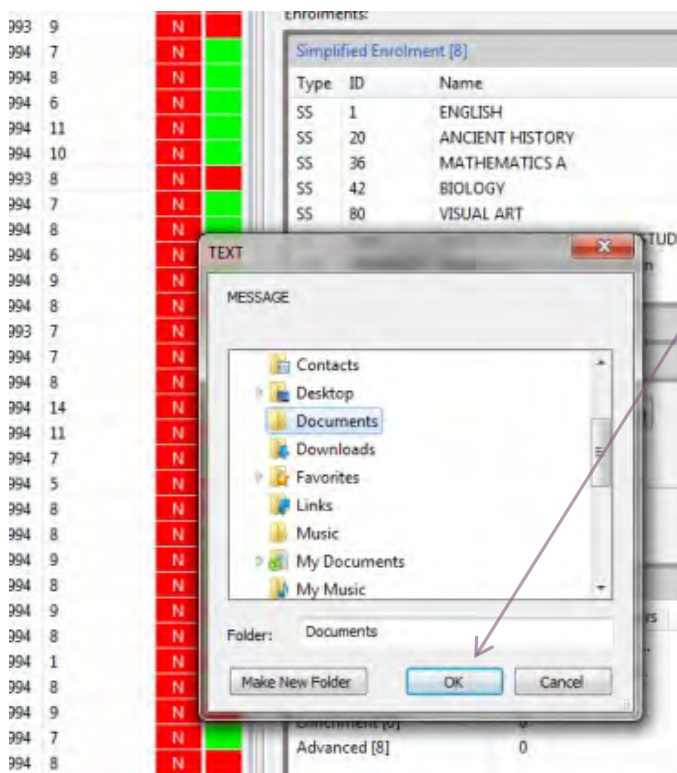 993 9 N
994 7 N
994 8 N
994 6 N
994 11 N
994 10 N
993 8 N
994 7 N
994 8 N
994 6 N
994 9 N
994 8 N
993 7 N
994 7 N
994 8 N
994 14 N
994 11 N
994 7 N
994 5 N
994 8 N
994 8 N
994 9 N
994 8 N
994 9 N
994 8 N
994 1 N
994 8 N
994 9 N
994 7 N
994 8 N
Enrolments:
Simplified Enrolment [8]
Type ID Name
SS 1 ENGLISH
SS 20 ANCIENT HISTORY
SS 36 MATHEMATICS A
SS 42 BIOLOGY
SS 80 VISUAL ART
STUD
TEXT
MESSAGE
Contacts
Desktop
Documents
Downloads
Favorites
Links
Music
My Documents
My Music
Folder: Documents
Make New Folder OK Cancel
Enrichment [0] 0
Advanced [8] 0